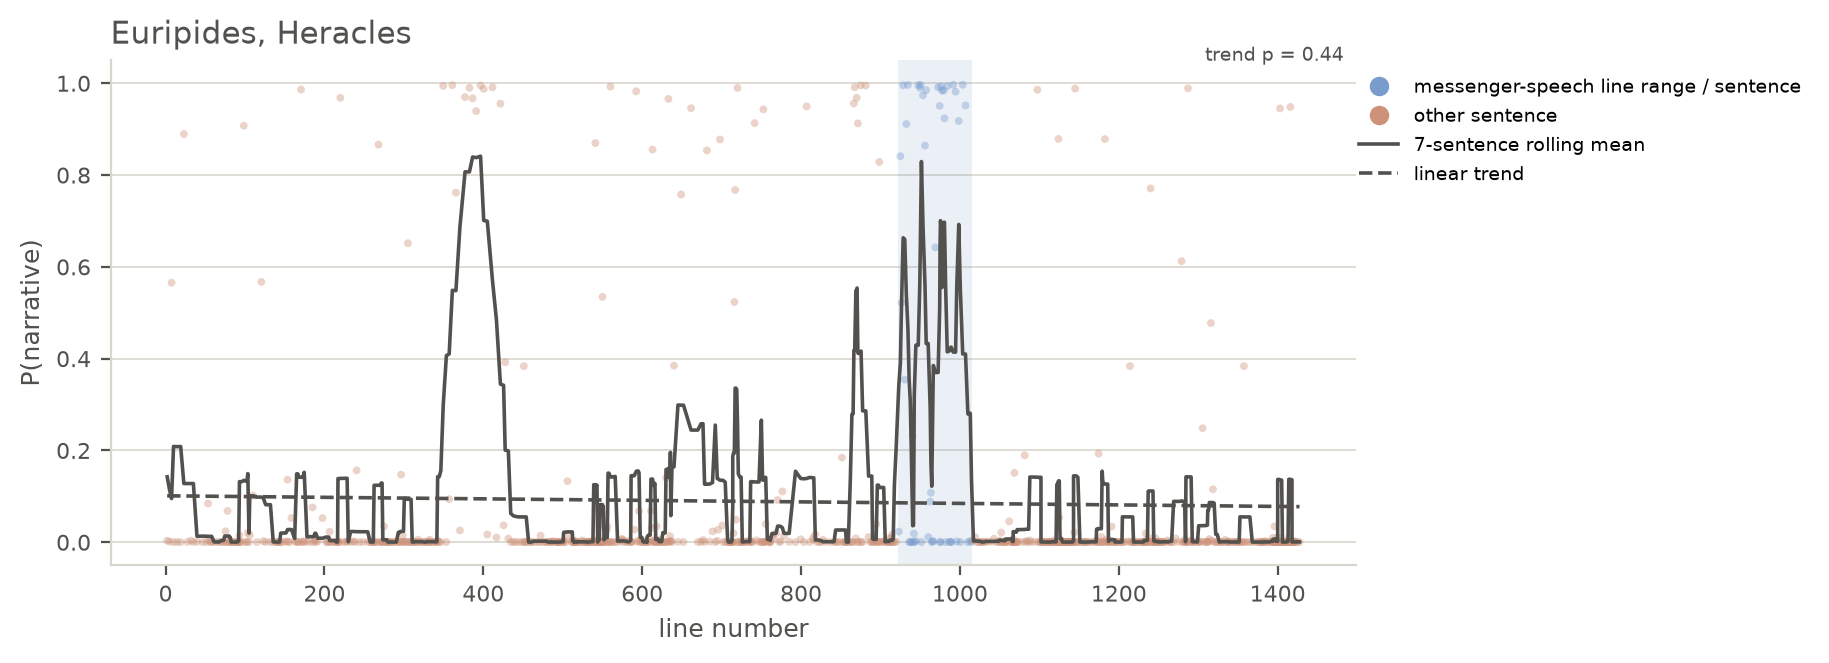 Euripides, Heracles
trend p = 0.44
messenger-speech line range / sentence
other sentence
7-sentence rolling mean
linear trend
P(narrative)
1.0
0.8
0.6
0.4
0.2
0.0
0 200 400 600 800 1000 1200 1400
line number